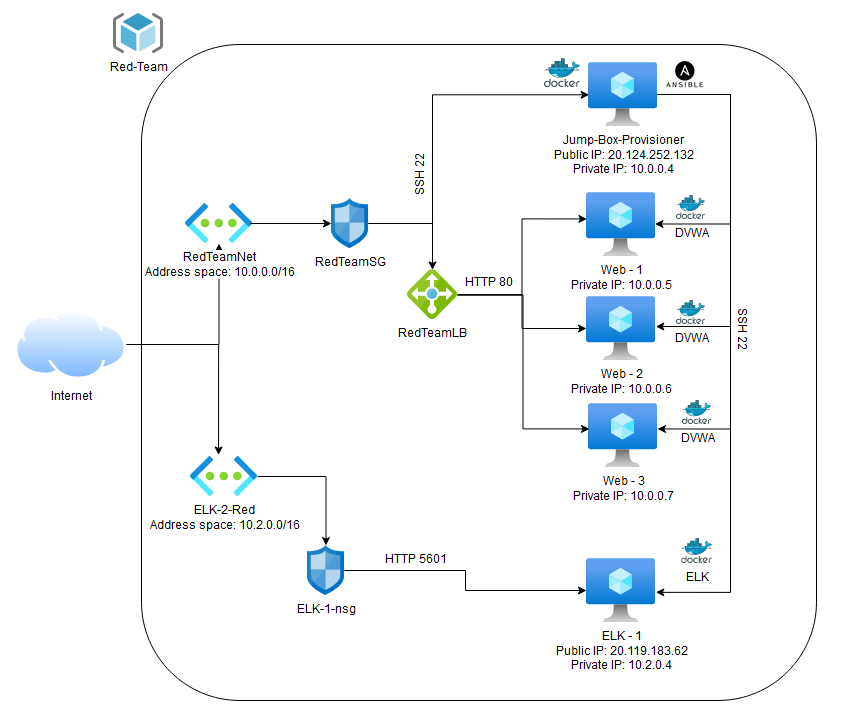 Red-Team
docker
ANSIBLE
Jump-Box-Provisioner
Public IP: 20.124.252.132
Private IP: 10.0.0.4
SSH 22
RedTeamNet
Address space: 10.0.0.0/16
RedTeamSG
docker
DVWA
Web - 1
Private IP: 10.0.0.5
HTTP 80
RedTeamLB
docker
DVWA
Web - 2
Private IP: 10.0.0.6
SSH 22
Internet
docker
DVWA
Web - 3
Private IP: 10.0.0.7
ELK-2-Red
Address space: 10.2.0.0/16
HTTP 5601
ELK-1-nsg
docker
ELK
ELK - 1
Public IP: 20.119.183.62
Private IP: 10.2.0.4